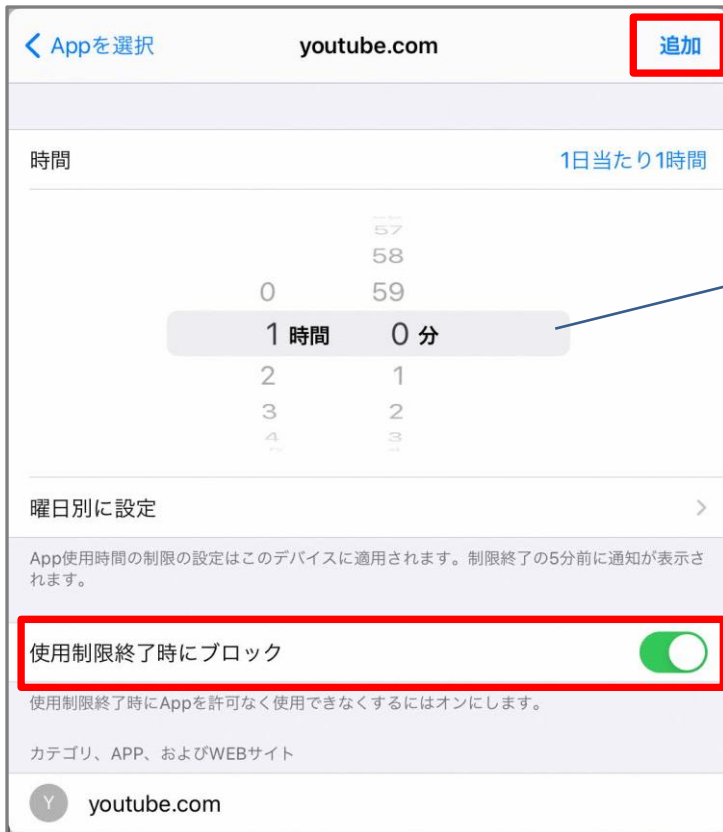 Appを選択 youtube.com 追加
時間 1日当たり1時間
57
58
0 59
1 時間 0 分
2 1
3 2
4 3
曜日別に設定
App使用時間の制限の設定はこのデバイスに適用されます。制限終了の5分前に通知が表示さ
れます。
使用制限終了時にブロック
使用制限終了時にAppを許可なく使用できなくするにはオンにします。
カテゴリ、APP、およびWEBサイト
Y youtube.com